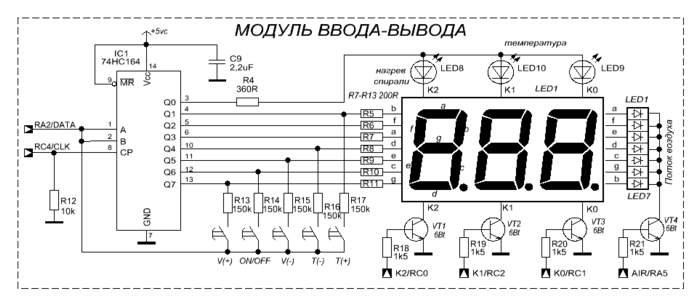 МОДУЛЬ ВВОДА-ВЫВОДА
+5vc
IC1
74HC164
14
Vcc
9
MR
C9
2,2uF
R4
360R
нагрев
спирали
температура
LED8
LED10
LED9
K2
K1
K0
R7-R13 200R
LED1
LED1
RA2/DATA
RC4/CLK
1
2
8
A
B
CP
Q0
Q1
Q2
Q3
Q4
Q5
Q6
Q7
3
4
5
6
10
11
12
13
R5
R6
R7
R8
R9
R10
R11
b
f
a
d
e
c
g
a
b
f
g
e
c
d
a
f
d
e
c
g
b
Поток воздуха
R12
10k
GND
7
R13
150k
R14
150k
R15
150k
R16
150k
R17
150k
V(+)
ON/OFF
V(-)
T(-)
T(+)
K2
K1
K0
VT1
6Bt
VT2
6Bt
VT3
6Bt
VT4
6Bt
R18
1k5
R19
1k5
R20
1k5
R21
1k5
K2/RC0
K1/RC2
K0/RC1
AIR/RA5